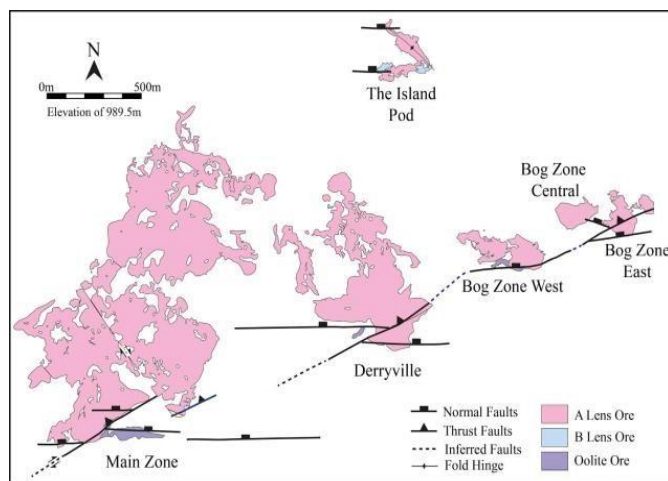 N
0m 500m
Elevation of 989.5m
The Island
Pod
Bog Zone
Central
Bog Zone
East
Bog Zone West
Derryville
Main Zone
Normal Faults
Thrust Faults
Inferred Faults
Fold Hinge
A Lens Ore
B Lens Ore
Oolite Ore